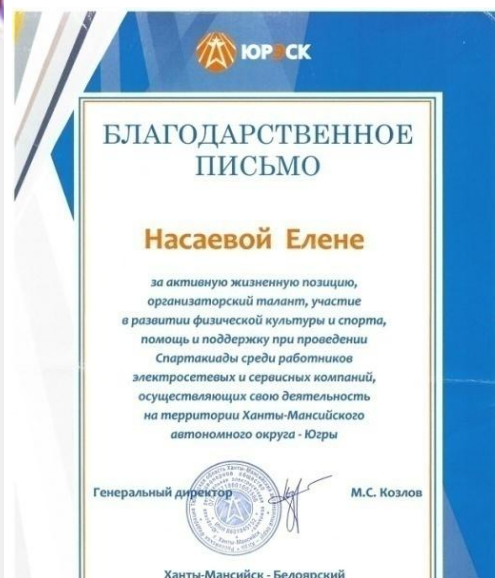 ЮРЭСК
БЛАГОДАРСТВЕННОЕ
ПИСЬМО
Насаевой Елене
за активную жизненную позицию,
организаторский талант, участие
в развитии физической культуры и спорта,
помощь и поддержку при проведении
Спартакиады среди работников
электросетевых и сервисных компаний,
осуществляющих свою деятельность
на территории Ханты-Мансийского
автономного округа - Югры
Генеральный директор М.С. Козлов
Ханты-Мансийск - Белоярский